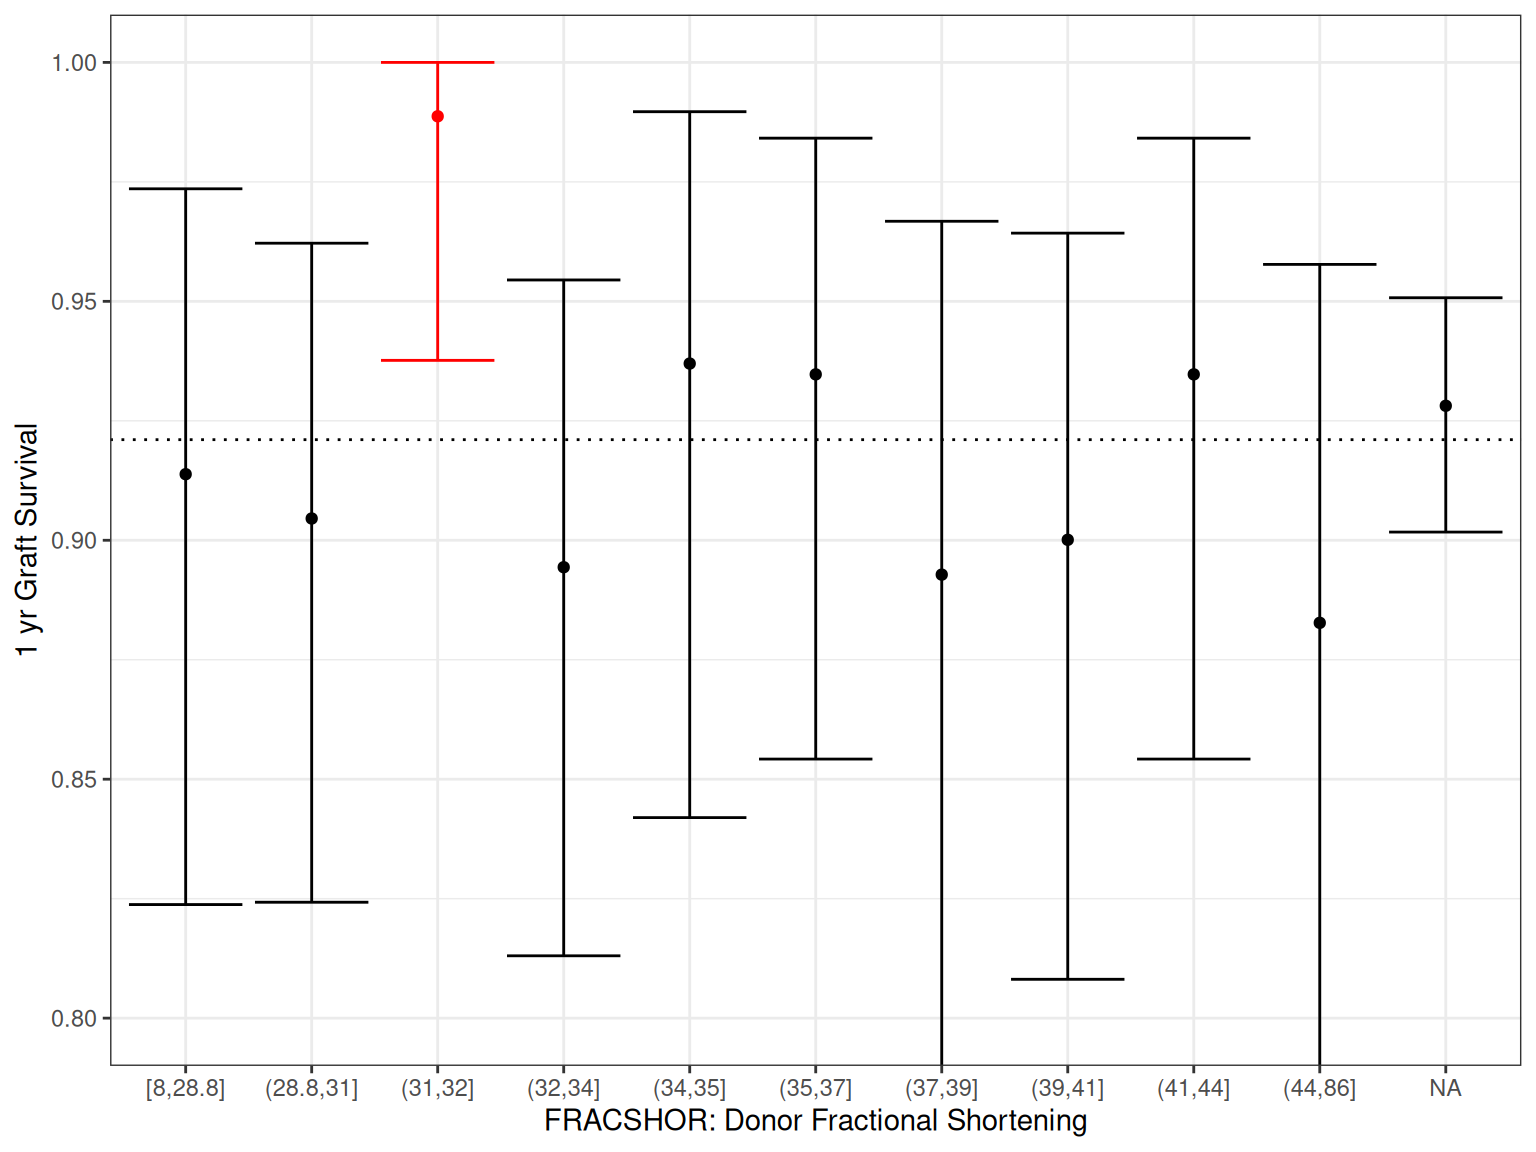 1 yr Graft Survival
1.00
0.95
0.90
0.85
0.80
[8,28.8] (28.8,31] (31,32] (32,34] (34,35] (35,37] (37,39] (39,41] (41,44] (44,86] NA
FRACSHOR: Donor Fractional Shortening